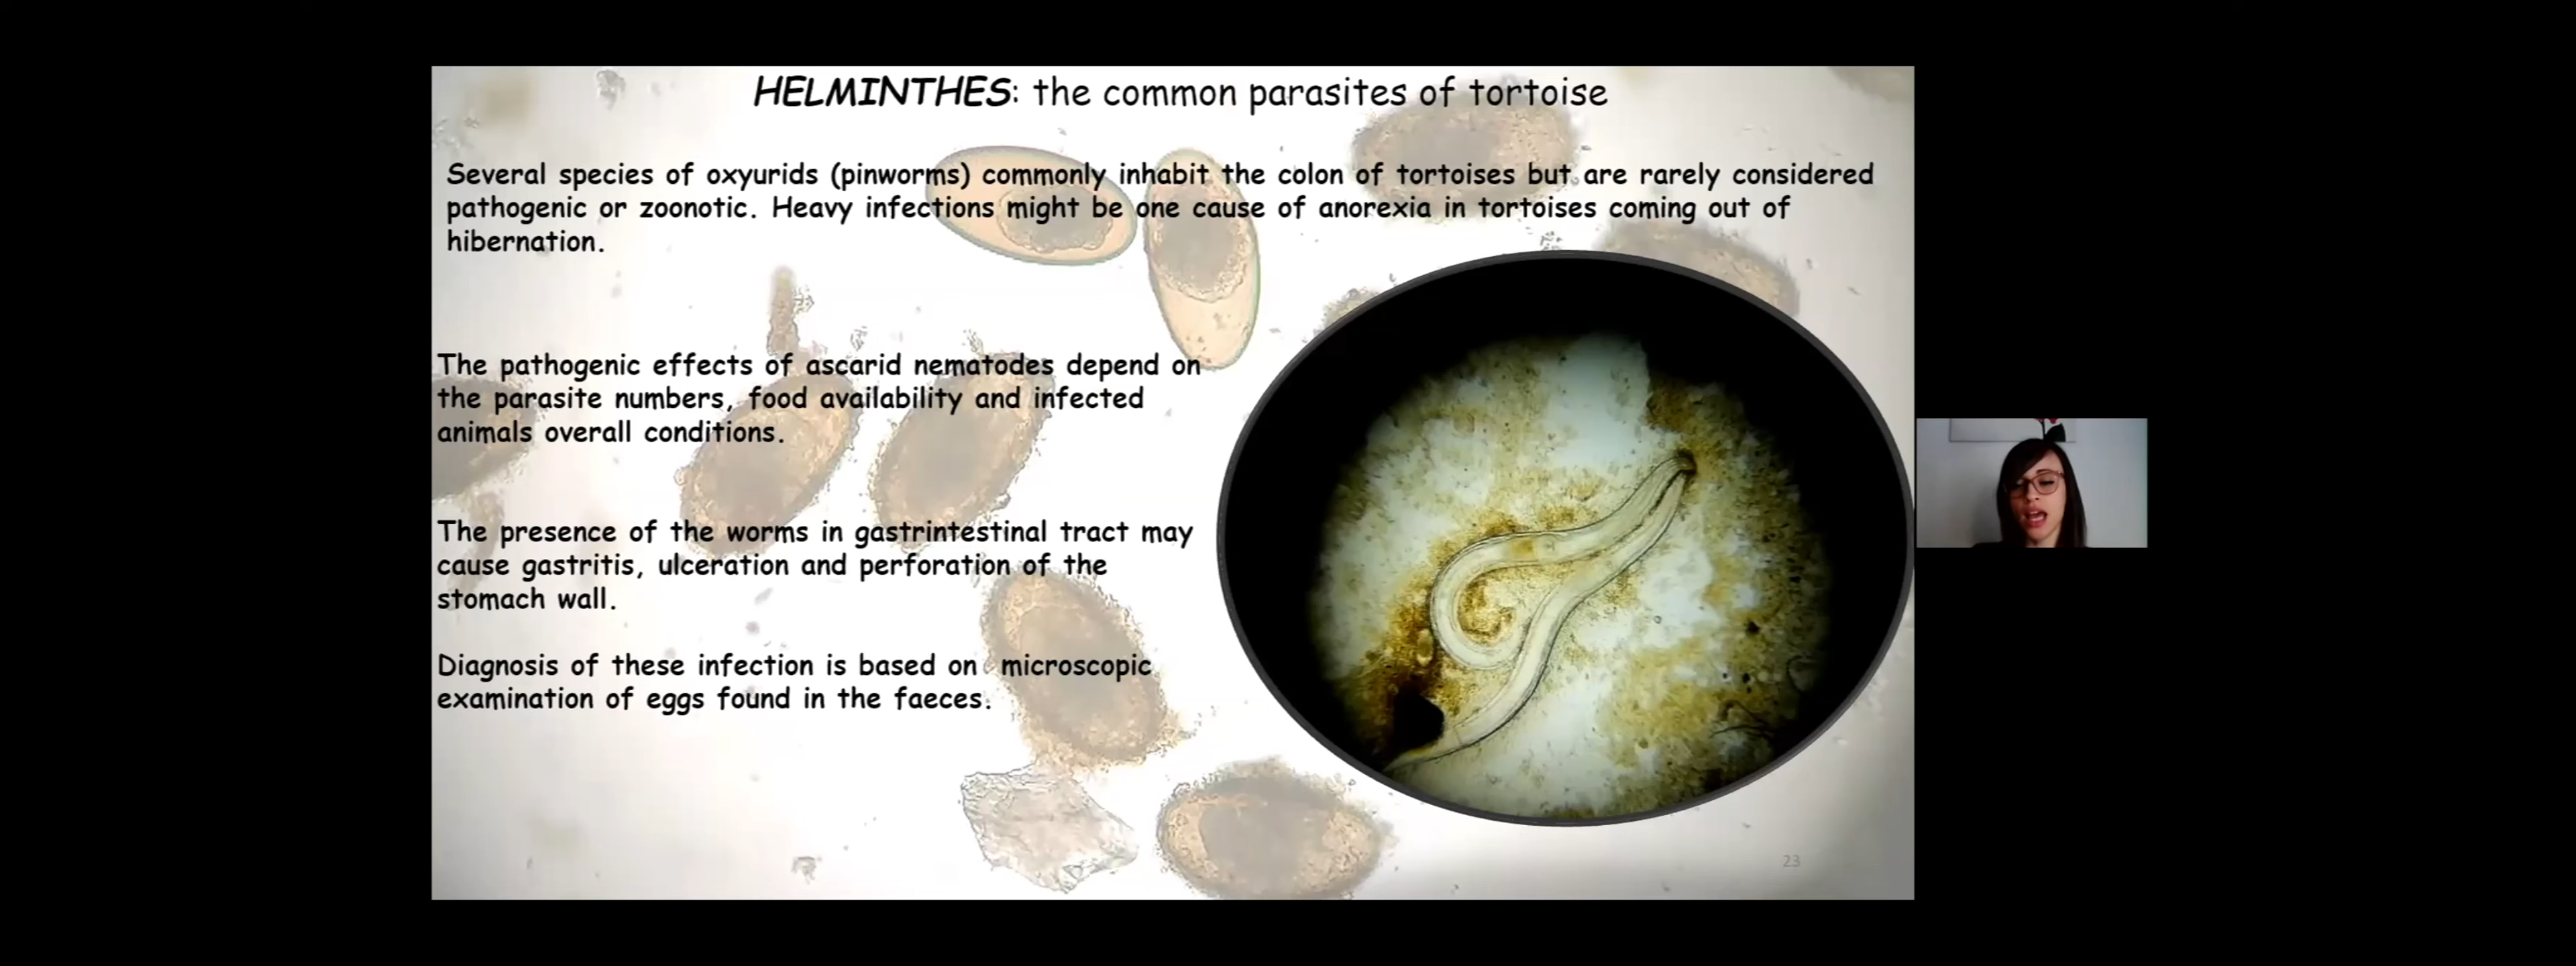 HELMINTHES: the common parasites of tortoise
Several species of oxyurids (pinworms) commonly inhabit the colon of tortoises but are rarely considered
pathogenic or zoonotic. Heavy infections might be one cause of anorexia in tortoises coming out of
hibernation.
The pathogenic effects of ascarid nematodes depend on
the parasite numbers, food availability and infected
animals overall conditions.
The presence of the worms in gastrintestinal tract may
cause gastritis, ulceration and perforation of the
stomach wall.
Diagnosis of these infection is based on microscopic
examination of eggs found in the faeces.
23